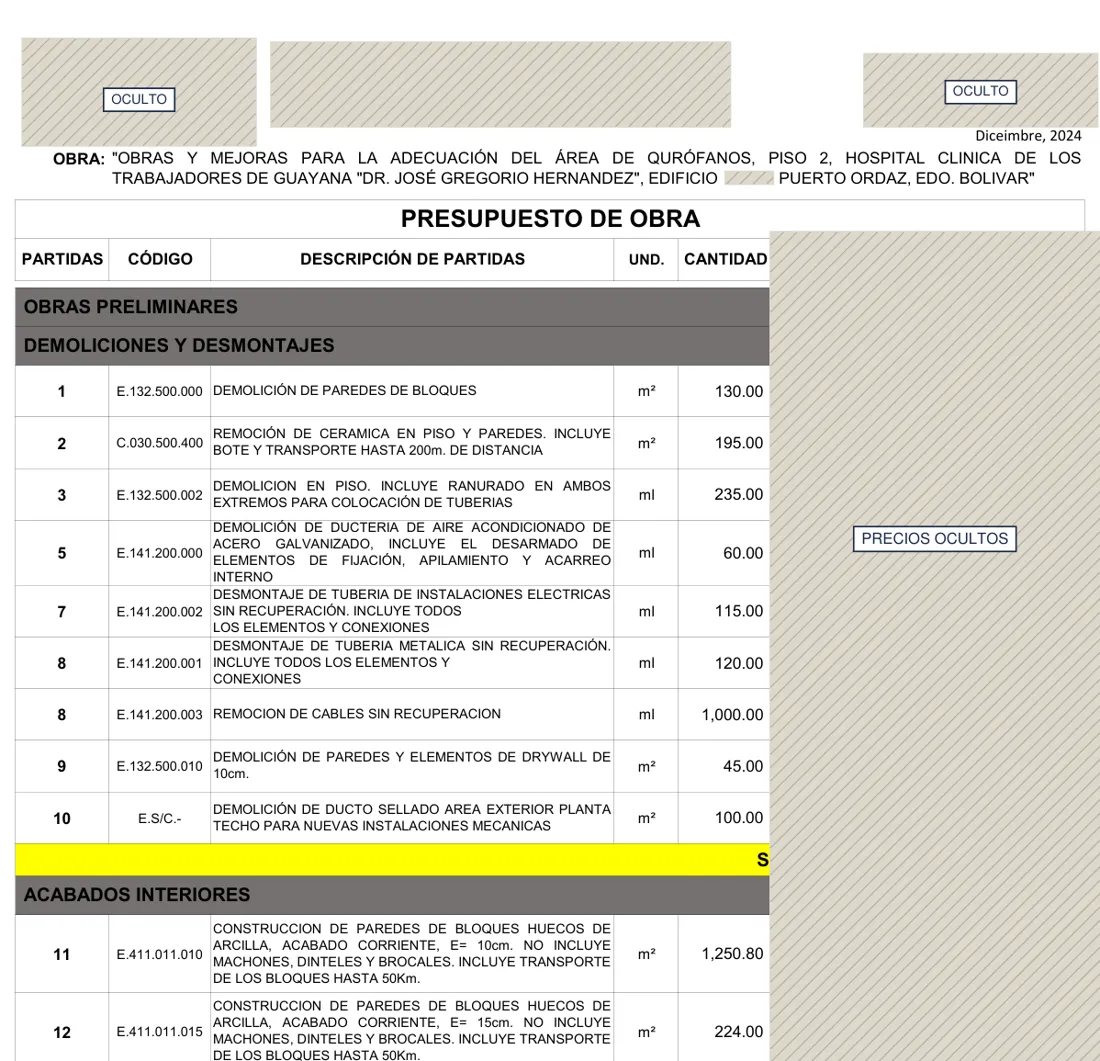 OCULTO
OCULTO
Diceimbre, 2024
OBRA: "OBRAS Y MEJORAS PARA LA ADECUACIÓN DEL ÁREA DE QURÓFANOS, PISO 2, HOSPITAL CLINICA DE LOS
TRABAJADORES DE GUAYANA "DR. JOSÉ GREGORIO HERNANDEZ", EDIFICIO PUERTO ORDAZ, EDO. BOLIVAR"
PRESUPUESTO DE OBRA
PARTIDAS CÓDIGO DESCRIPCIÓN DE PARTIDAS UND. CANTIDAD
OBRAS PRELIMINARES
DEMOLICIONES Y DESMONTAJES
1 E.132.500.000 DEMOLICIÓN DE PAREDES DE BLOQUES m² 130.00
2 C.030.500.400 REMOCIÓN DE CERAMICA EN PISO Y PAREDES. INCLUYE
BOTE Y TRANSPORTE HASTA 200m. DE DISTANCIA m² 195.00
3 E.132.500.002 DEMOLICION EN PISO. INCLUYE RANURADO EN AMBOS
EXTREMOS PARA COLOCACIÓN DE TUBERIAS ml 235.00
PRECIOS OCULTOS
5 E.141.200.000 DEMOLICIÓN DE DUCTERIA DE AIRE ACONDICIONADO DE
ACERO GALVANIZADO, INCLUYE EL DESARMADO DE
ELEMENTOS DE FIJACIÓN, APILAMIENTO Y ACARREO
INTERNO ml 60.00
7 E.141.200.002 DESMONTAJE DE TUBERIA DE INSTALACIONES ELECTRICAS
SIN RECUPERACIÓN. INCLUYE TODOS
LOS ELEMENTOS Y CONEXIONES ml 115.00
8 E.141.200.001 DESMONTAJE DE TUBERIA METALICA SIN RECUPERACIÓN.
INCLUYE TODOS LOS ELEMENTOS Y
CONEXIONES ml 120.00
8 E.141.200.003 REMOCION DE CABLES SIN RECUPERACION ml 1,000.00
9 E.132.500.010 DEMOLICIÓN DE PAREDES Y ELEMENTOS DE DRYWALL DE
10cm. m² 45.00
10 E.S/C.- DEMOLICIÓN DE DUCTO SELLADO AREA EXTERIOR PLANTA
TECHO PARA NUEVAS INSTALACIONES MECANICAS m² 100.00
S
ACABADOS INTERIORES
11 E.411.011.010 CONSTRUCCION DE PAREDES DE BLOQUES HUECOS DE
ARCILLA, ACABADO CORRIENTE, E= 10cm. NO INCLUYE
MACHONES, DINTELES Y BROCALES. INCLUYE TRANSPORTE
DE LOS BLOQUES HASTA 50Km. m² 1,250.80
12 E.411.011.015 CONSTRUCCION DE PAREDES DE BLOQUES HUECOS DE
ARCILLA, ACABADO CORRIENTE, E= 15cm. NO INCLUYE
MACHONES, DINTELES Y BROCALES. INCLUYE TRANSPORTE
DE LOS BLOQUES HASTA 50Km. m² 224.00